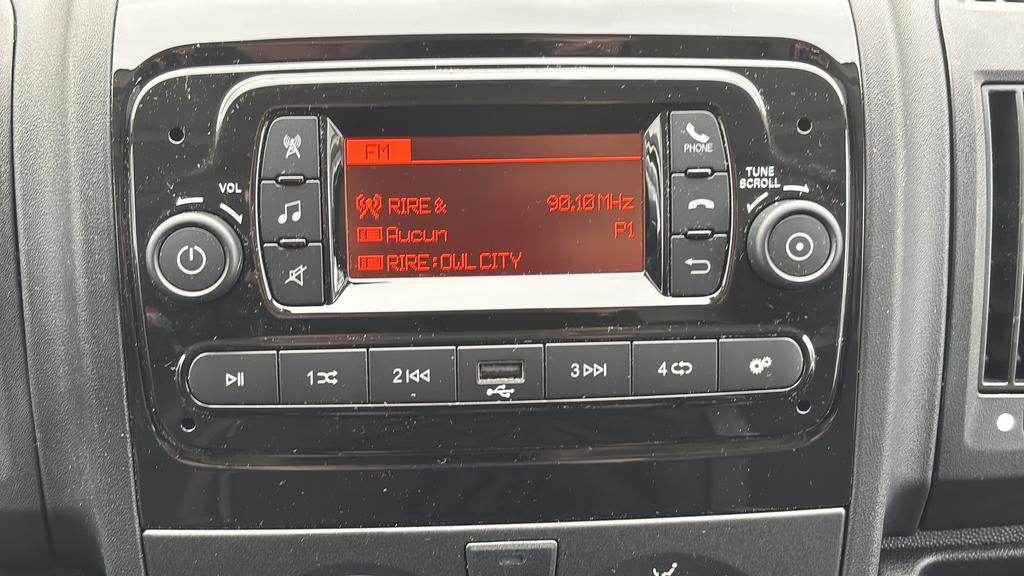 FM
RIRE & 90.10 MHz
Aucun P1
RIRE : OWL CITY
VOL
PHONE
TUNE
SCROLL
1
2
3
4